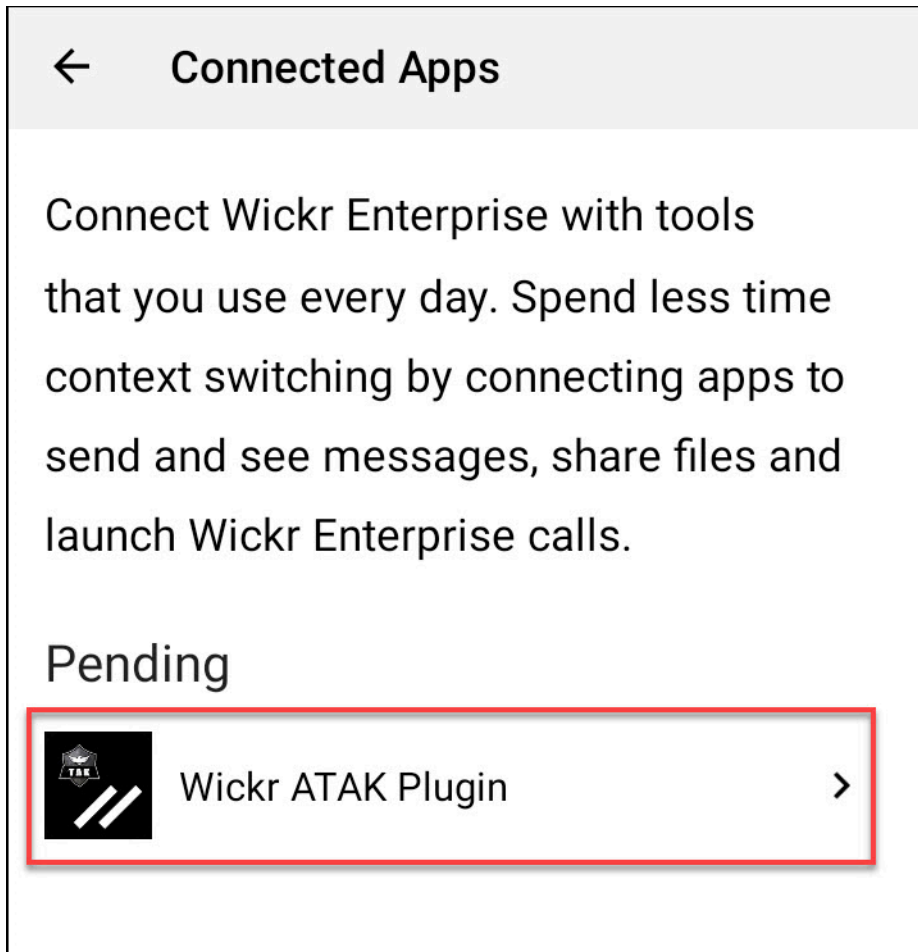 Connected Apps
Connect Wickr Enterprise with tools
that you use every day. Spend less time
context switching by connecting apps to
send and see messages, share files and
launch Wickr Enterprise calls.
Pending
TAK
Wickr ATAK Plugin